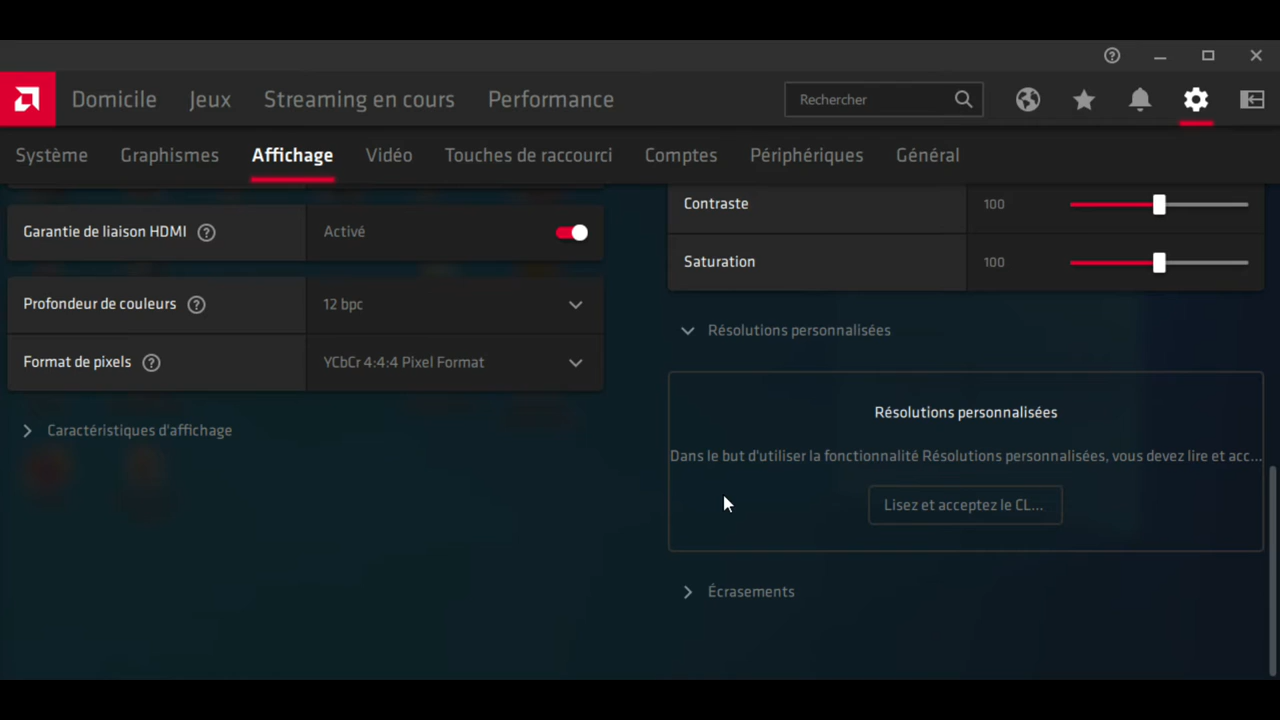 Domicile Jeux Streaming en cours Performance Rechercher
Système Graphismes Affichage Vidéo Touches de raccourci Comptes Périphériques Général
Garantie de liaison HDMI ? Activé
Profondeur de couleurs ? 12 bpc
Format de pixels ? YCbCr 4:4:4 Pixel Format
Caractéristiques d'affichage
Contraste 100
Saturation 100
Résolutions personnalisées
Résolutions personnalisées
Dans le but d'utiliser la fonctionnalité Résolutions personnalisées, vous devez lire et acc...
Lisez et acceptez le CL...
Écrasements